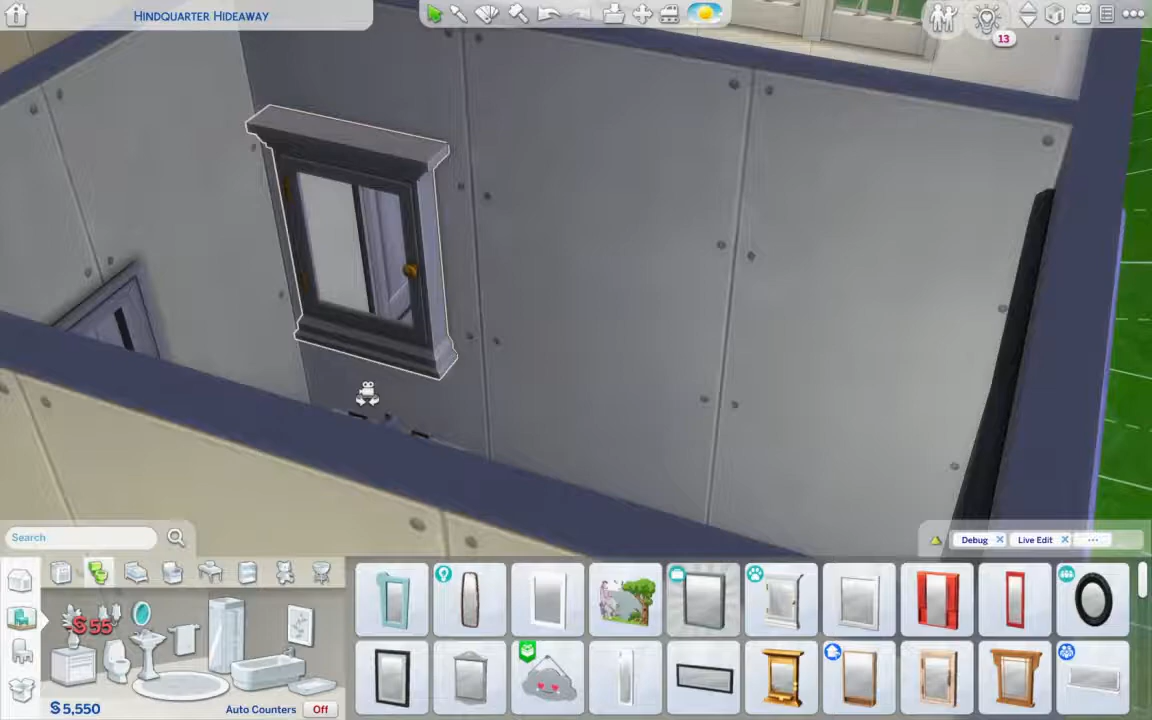 HINDQUARTER HIDEAWAY
13
Search
Debug
Live Edit
...
$55
§5,550
Auto Counters
Off